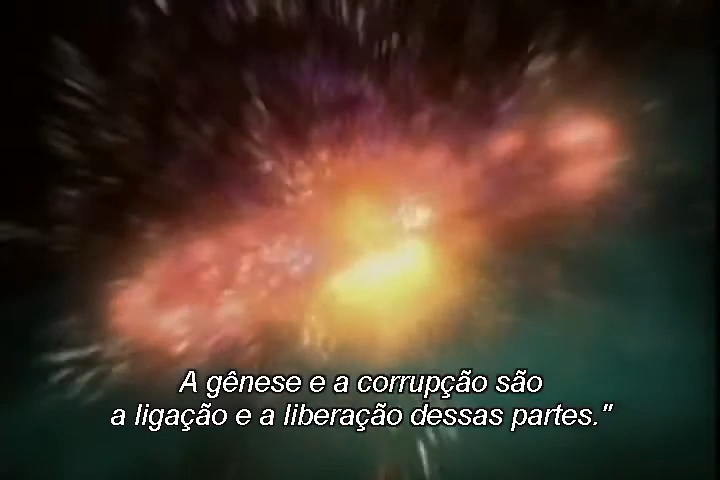 A gênese e a corrupção são
a ligação e a liberação dessas partes."